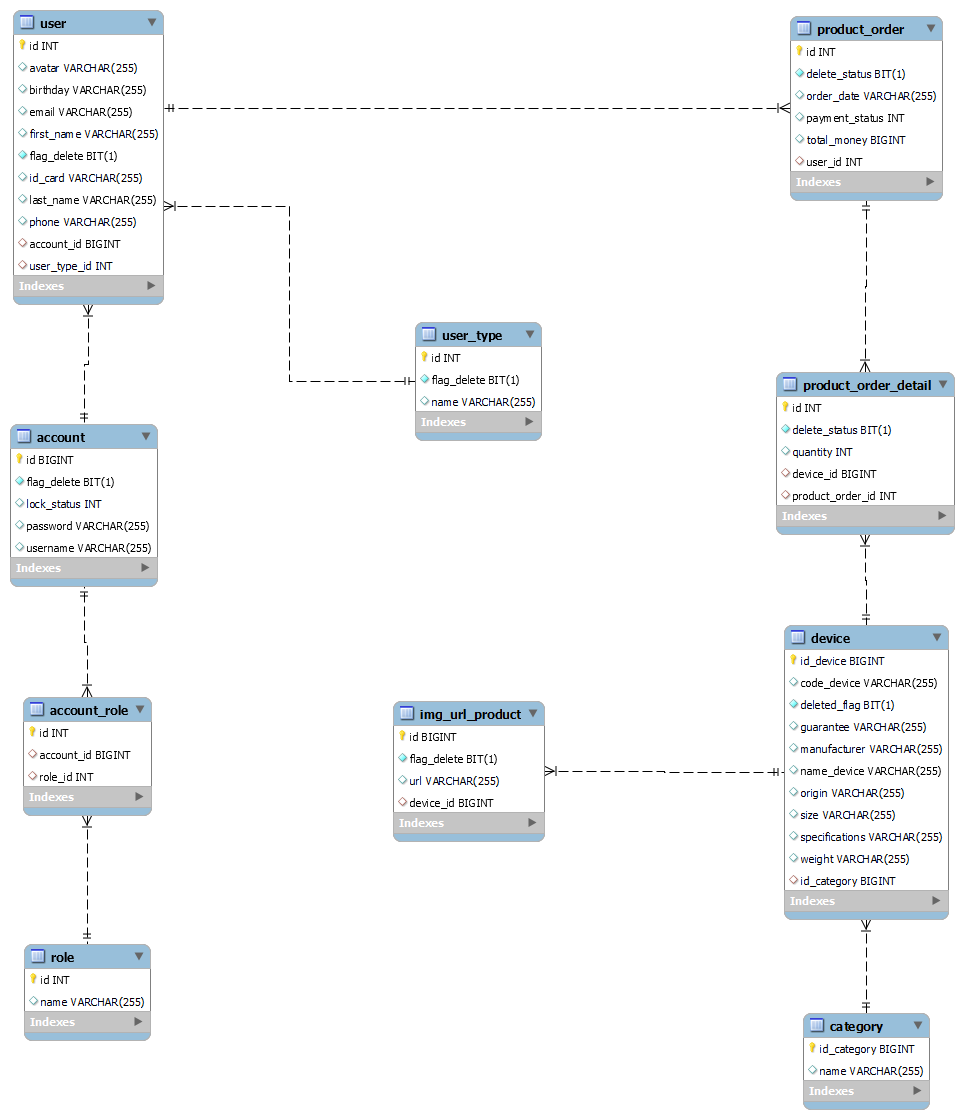 user
id INT
avatar VARCHAR(255)
birthday VARCHAR(255)
email VARCHAR(255)
first_name VARCHAR(255)
flag_delete BIT(1)
id_card VARCHAR(255)
last_name VARCHAR(255)
phone VARCHAR(255)
account_id BIGINT
user_type_id INT
Indexes
product_order
id INT
delete_status BIT(1)
order_date VARCHAR(255)
payment_status INT
total_money BIGINT
user_id INT
Indexes
user_type
id INT
flag_delete BIT(1)
name VARCHAR(255)
Indexes
product_order_detail
id INT
delete_status BIT(1)
quantity INT
device_id BIGINT
product_order_id INT
Indexes
account
id BIGINT
flag_delete BIT(1)
lock_status INT
password VARCHAR(255)
username VARCHAR(255)
Indexes
device
id_device BIGINT
code_device VARCHAR(255)
deleted_flag BIT(1)
guarantee VARCHAR(255)
manufacturer VARCHAR(255)
name_device VARCHAR(255)
origin VARCHAR(255)
size VARCHAR(255)
specifications VARCHAR(255)
weight VARCHAR(255)
id_category BIGINT
Indexes
account_role
id INT
account_id BIGINT
role_id INT
Indexes
img_url_product
id BIGINT
flag_delete BIT(1)
url VARCHAR(255)
device_id BIGINT
Indexes
role
id INT
name VARCHAR(255)
Indexes
category
id_category BIGINT
name VARCHAR(255)
Indexes